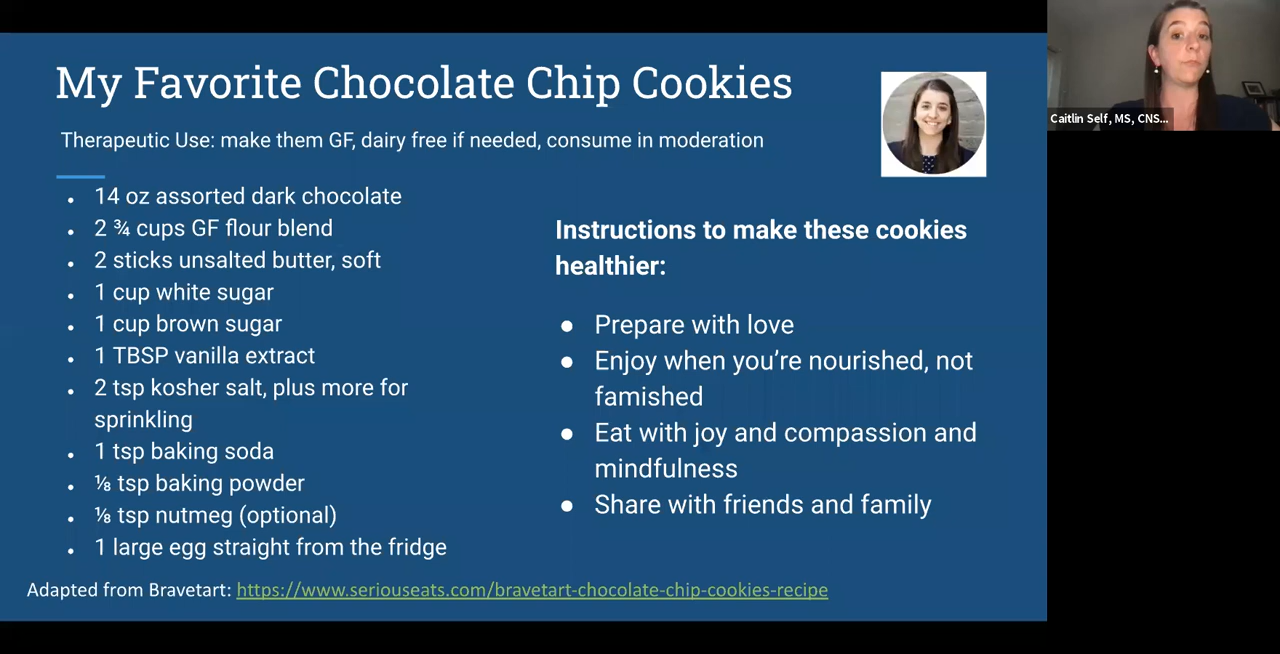 My Favorite Chocolate Chip Cookies
Therapeutic Use: make them GF, dairy free if needed, consume in moderation
• 14 oz assorted dark chocolate
• 2 ¾ cups GF flour blend
• 2 sticks unsalted butter, soft
• 1 cup white sugar
• 1 cup brown sugar
• 1 TBSP vanilla extract
• 2 tsp kosher salt, plus more for
sprinkling
• 1 tsp baking soda
• ⅛ tsp baking powder
• ⅛ tsp nutmeg (optional)
• 1 large egg straight from the fridge
Instructions to make these cookies
healthier:
● Prepare with love
● Enjoy when you’re nourished, not
famished
● Eat with joy and compassion and
mindfulness
● Share with friends and family
Adapted from Bravetart: https://www.seriouseats.com/bravetart-chocolate-chip-cookies-recipe
Caitlin Self, MS, CNS...